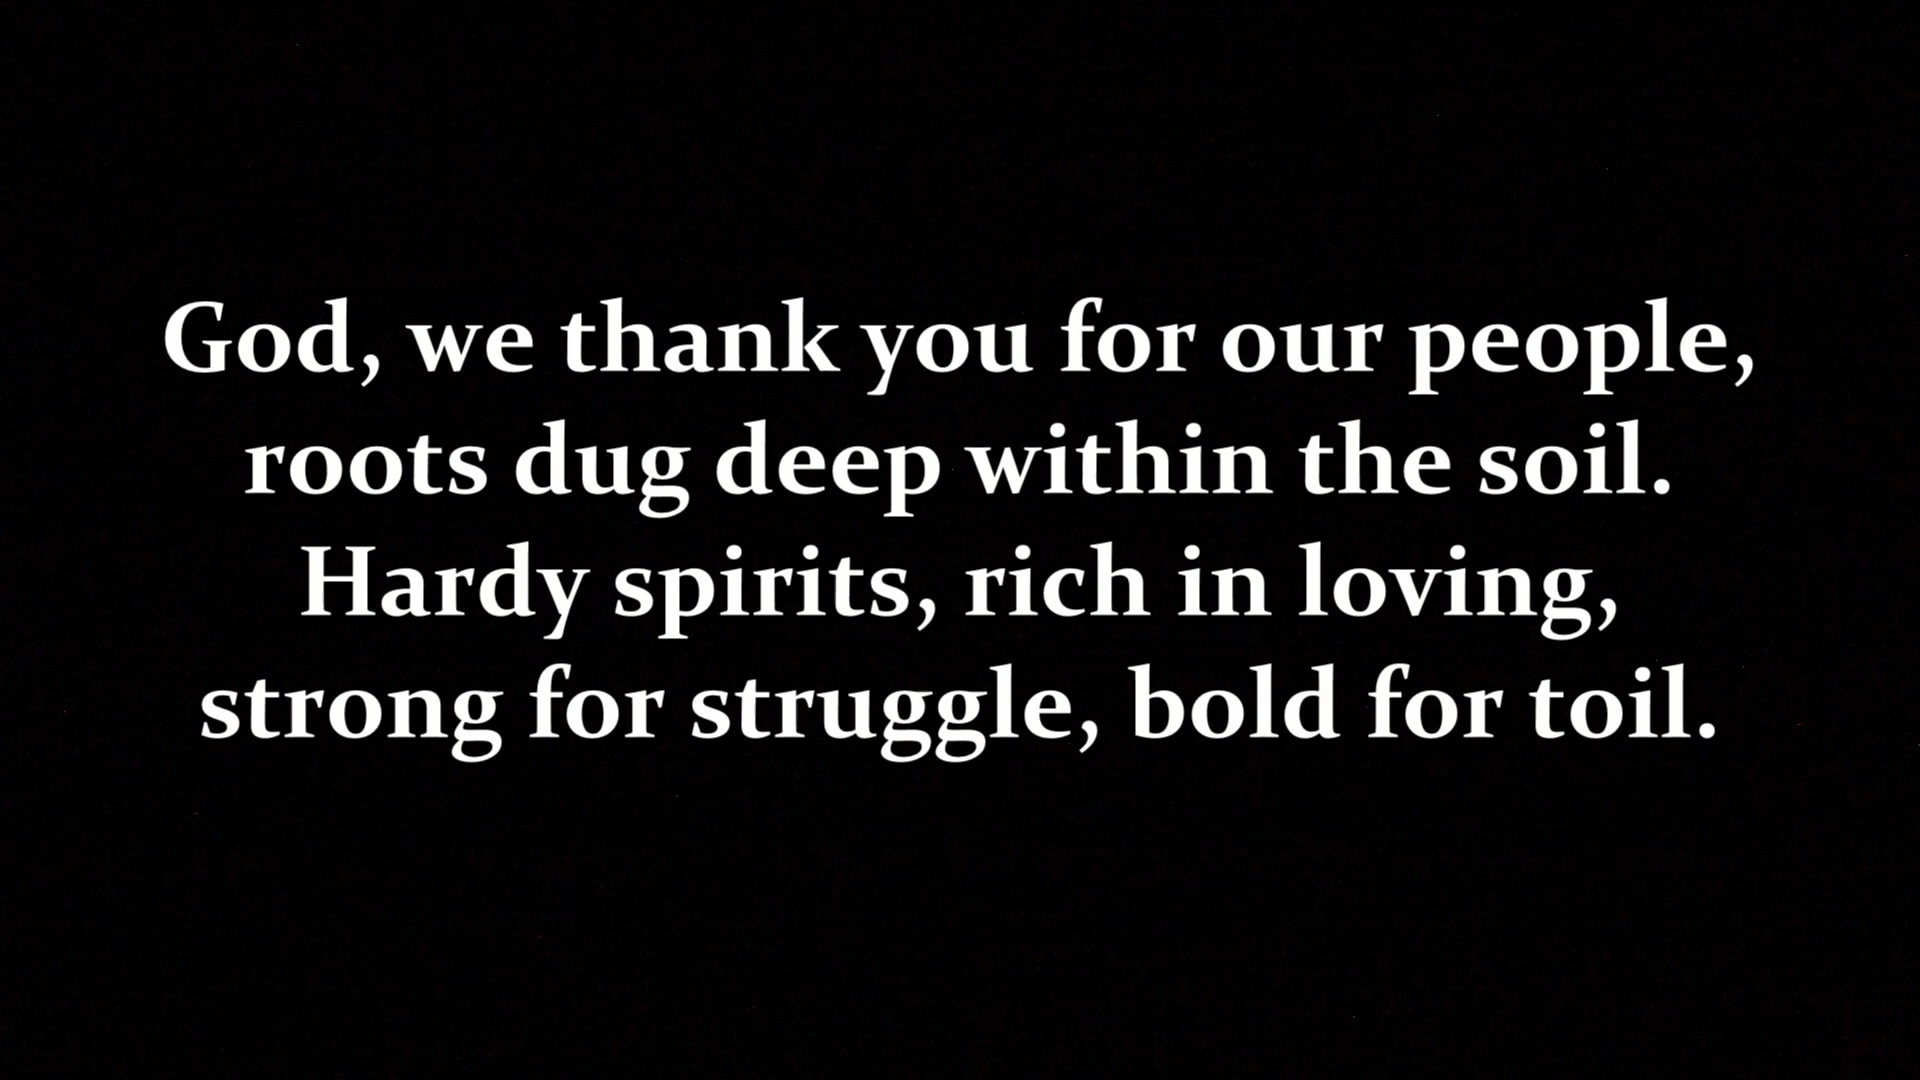 God, we thank you for our people,
roots dug deep within the soil.
Hardy spirits, rich in loving,
strong for struggle, bold for toil.